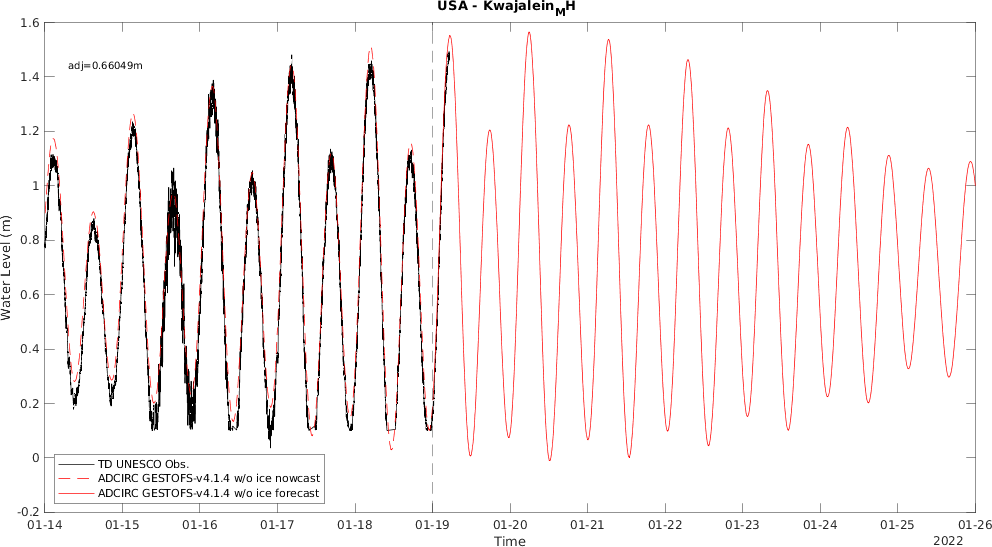 USA - Kwajalein_MH
1.6
1.4
1.2
1
0.8
0.6
0.4
0.2
0
-0.2
Water Level (m)
adj=0.66049m
TD UNESCO Obs.
ADCIRC GESTOFS-v4.1.4 w/o ice nowcast
ADCIRC GESTOFS-v4.1.4 w/o ice forecast
01-14 01-15 01-16 01-17 01-18 01-19 01-20 01-21 01-22 01-23 01-24 01-25 01-26
Time
2022